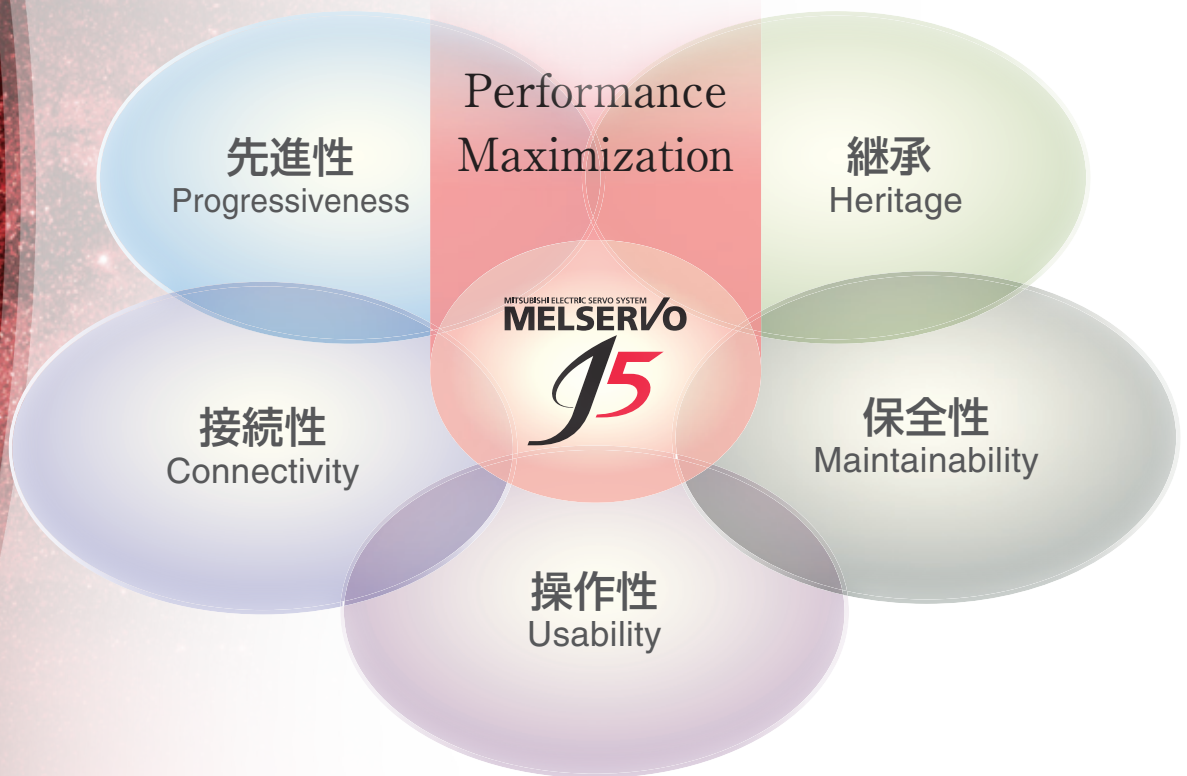 Performance
Maximization
先進性
Progressiveness
継承
Heritage
MITSUBISHI ELECTRIC SERVO SYSTEM
MELSERVO
J5
接続性
Connectivity
保全性
Maintainability
操作性
Usability